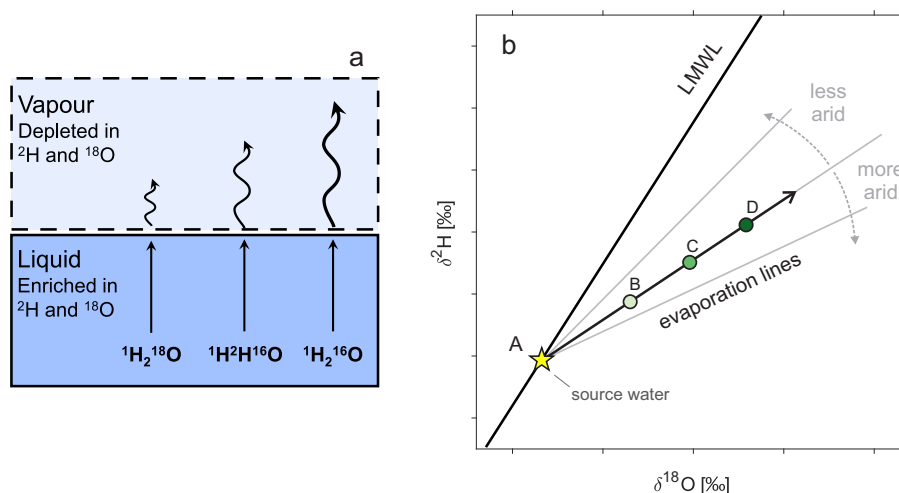 a
Vapour
Depleted in
²H and ¹⁸O
Liquid
Enriched in
²H and ¹⁸O
¹H₂¹⁸O
¹H²H¹⁶O
¹H₂¹⁶O
b
LMWL
less
arid
more
arid
D
C
B
A
evaporation lines
source water
δ²H [‰]
δ¹⁸O [‰]